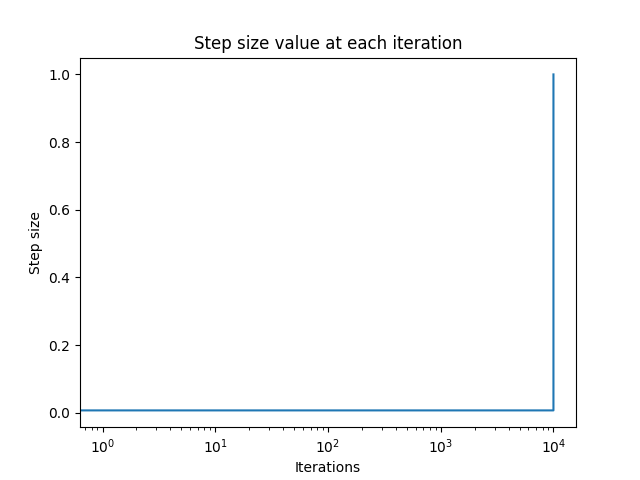 Step size value at each iteration
1.0
0.8
0.6
0.4
0.2
0.0
Step size
10⁰ 10¹ 10² 10³ 10⁴
Iterations